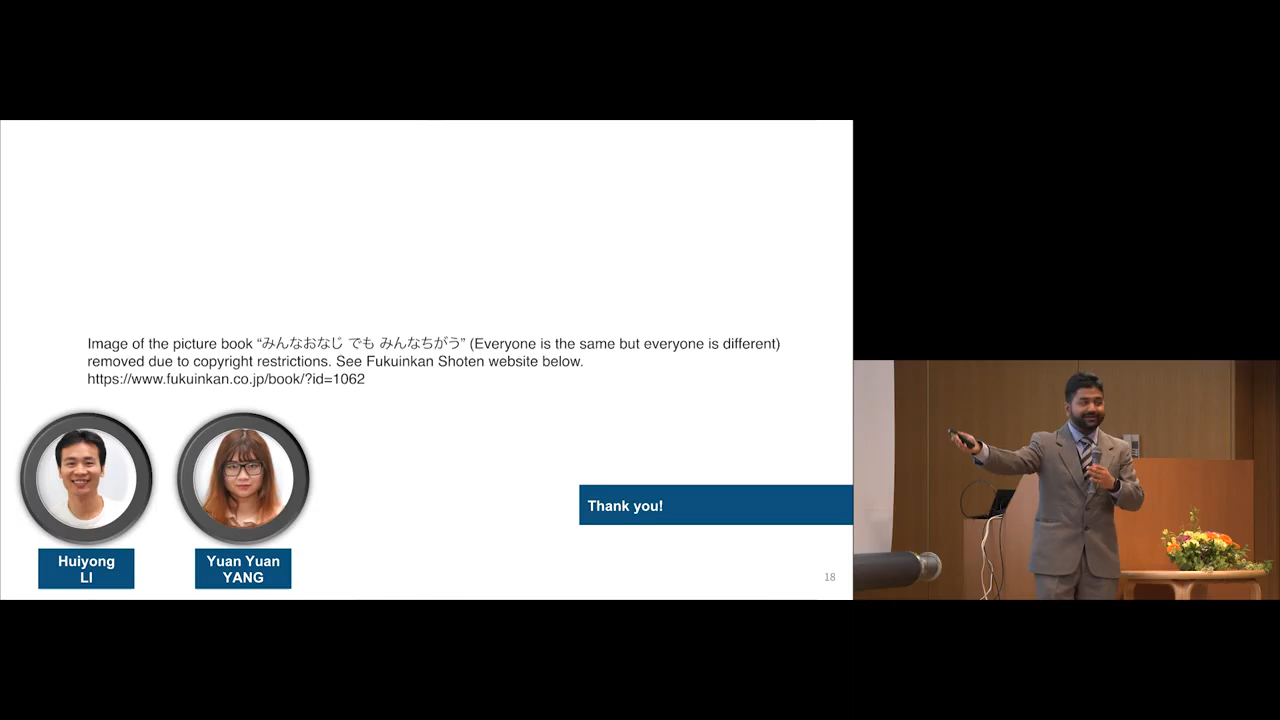 Image of the picture book “みんなおなじ でも みんなちがう” (Everyone is the same but everyone is different)
removed due to copyright restrictions. See Fukuinkan Shoten website below.
https://www.fukuinkan.co.jp/book/?id=1062
Thank you!
Huiyong
LI
Yuan Yuan
YANG
18